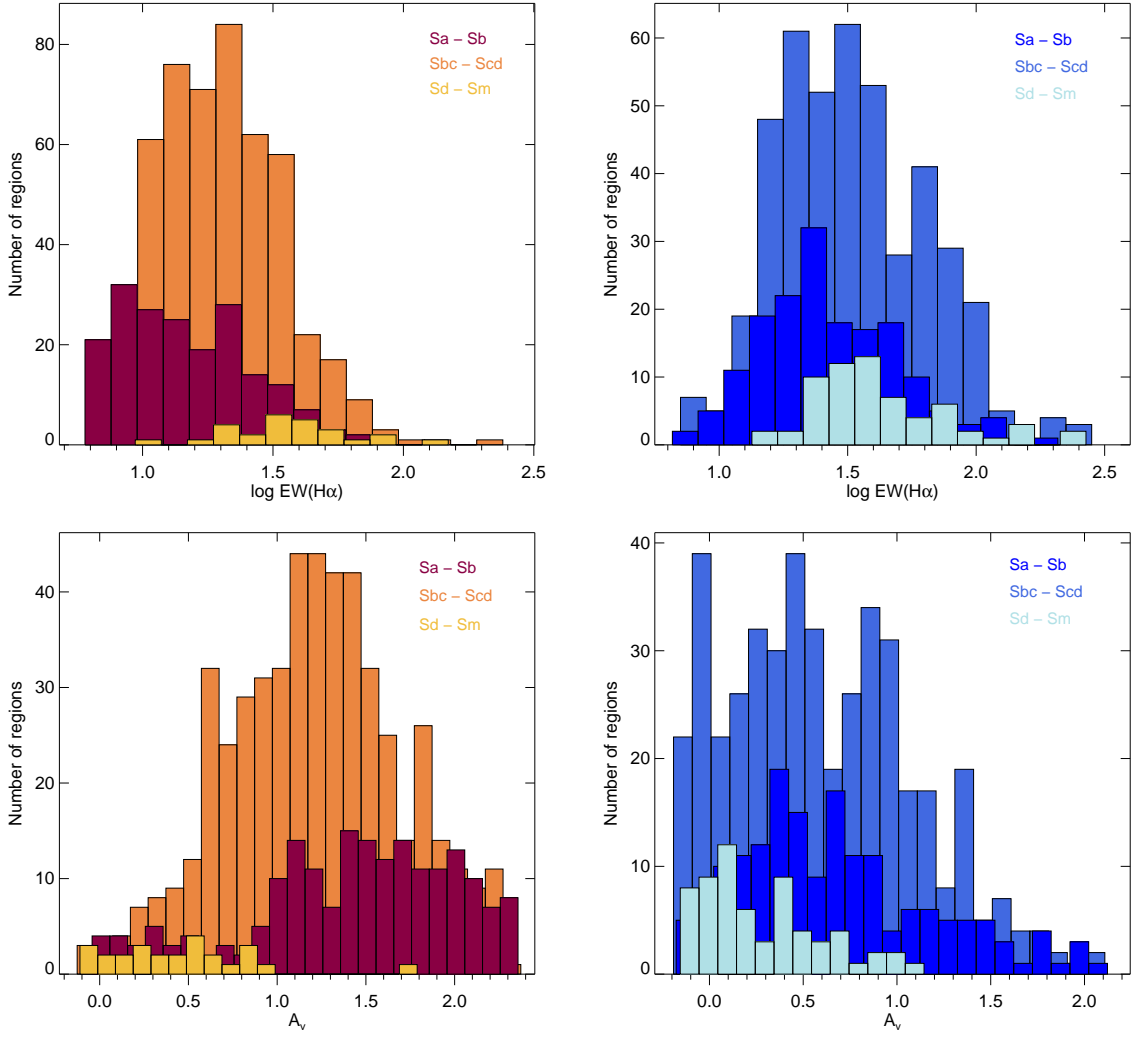 Number of regions
80
60
40
20
0
Sa – Sb
Sbc – Scd
Sd – Sm
1.0 1.5 2.0 2.5
log EW(Hα)
Number of regions
60
50
40
30
20
10
0
Sa – Sb
Sbc – Scd
Sd – Sm
1.0 1.5 2.0 2.5
log EW(Hα)
Number of regions
40
30
20
10
0
Sa – Sb
Sbc – Scd
Sd – Sm
0.0 0.5 1.0 1.5 2.0
Av
Number of regions
40
30
20
10
0
Sa – Sb
Sbc – Scd
Sd – Sm
0.0 0.5 1.0 1.5 2.0
Av